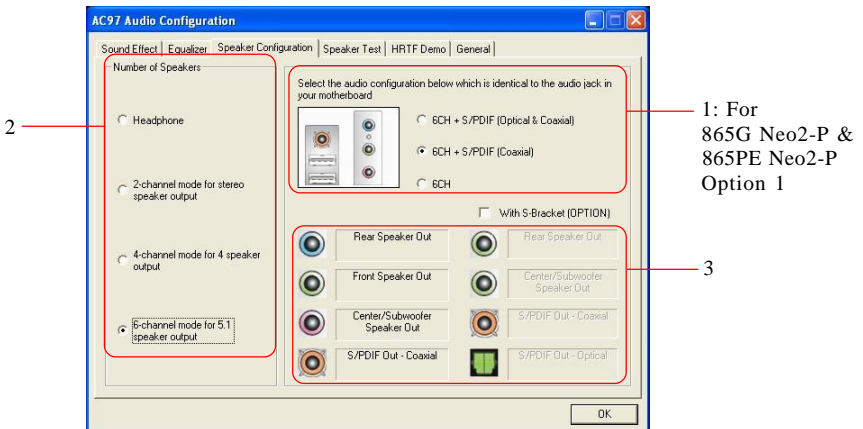 AC97 Audio Configuration
Sound Effect Equalizer Speaker Configuration Speaker Test HRTF Demo General
Number of Speakers
Headphone
2-channel mode for stereo
speaker output
4-channel mode for 4 speaker
output
6-channel mode for 5.1
speaker output
Select the audio configuration below which is identical to the audio jack in
your motherboard
6CH + S/PDIF (Optical & Coaxial)
6CH + S/PDIF (Coaxial)
6CH
With S-Bracket (OPTION)
Rear Speaker Out
Rear Speaker Out
Front Speaker Out
Center/Subwoofer
Speaker Out
Center/Subwoofer
Speaker Out
S/PDIF Out - Coaxial
S/PDIF Out - Coaxial
S/PDIF Out - Optical
OK
2
1: For
865G Neo2-P &
865PE Neo2-P
Option 1
3